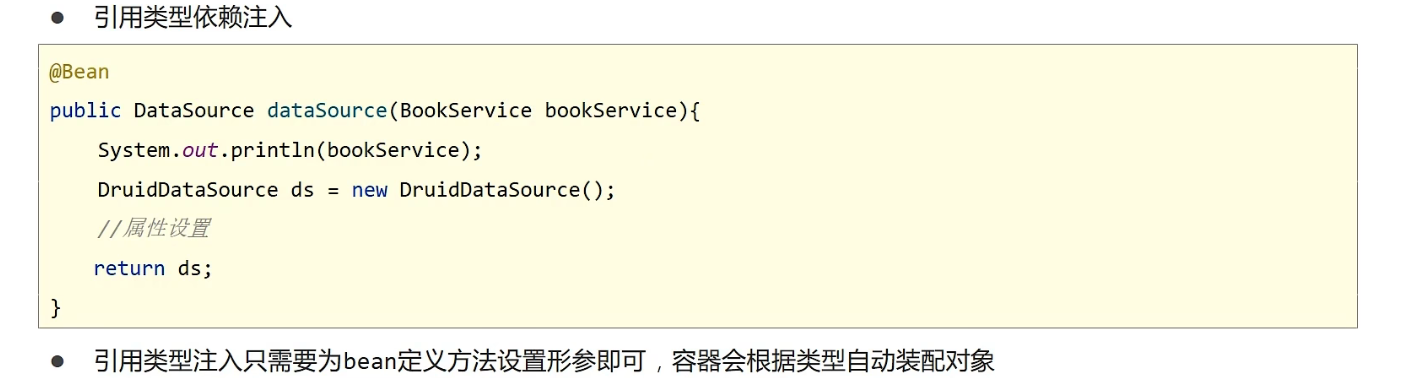 ● 引用类型依赖注入
@Bean
public DataSource dataSource(BookService bookService){
System.out.println(bookService);
DruidDataSource ds = new DruidDataSource();
//属性设置
return ds;
}
● 引用类型注入只需要为bean定义方法设置形参即可，容器会根据类型自动装配对象